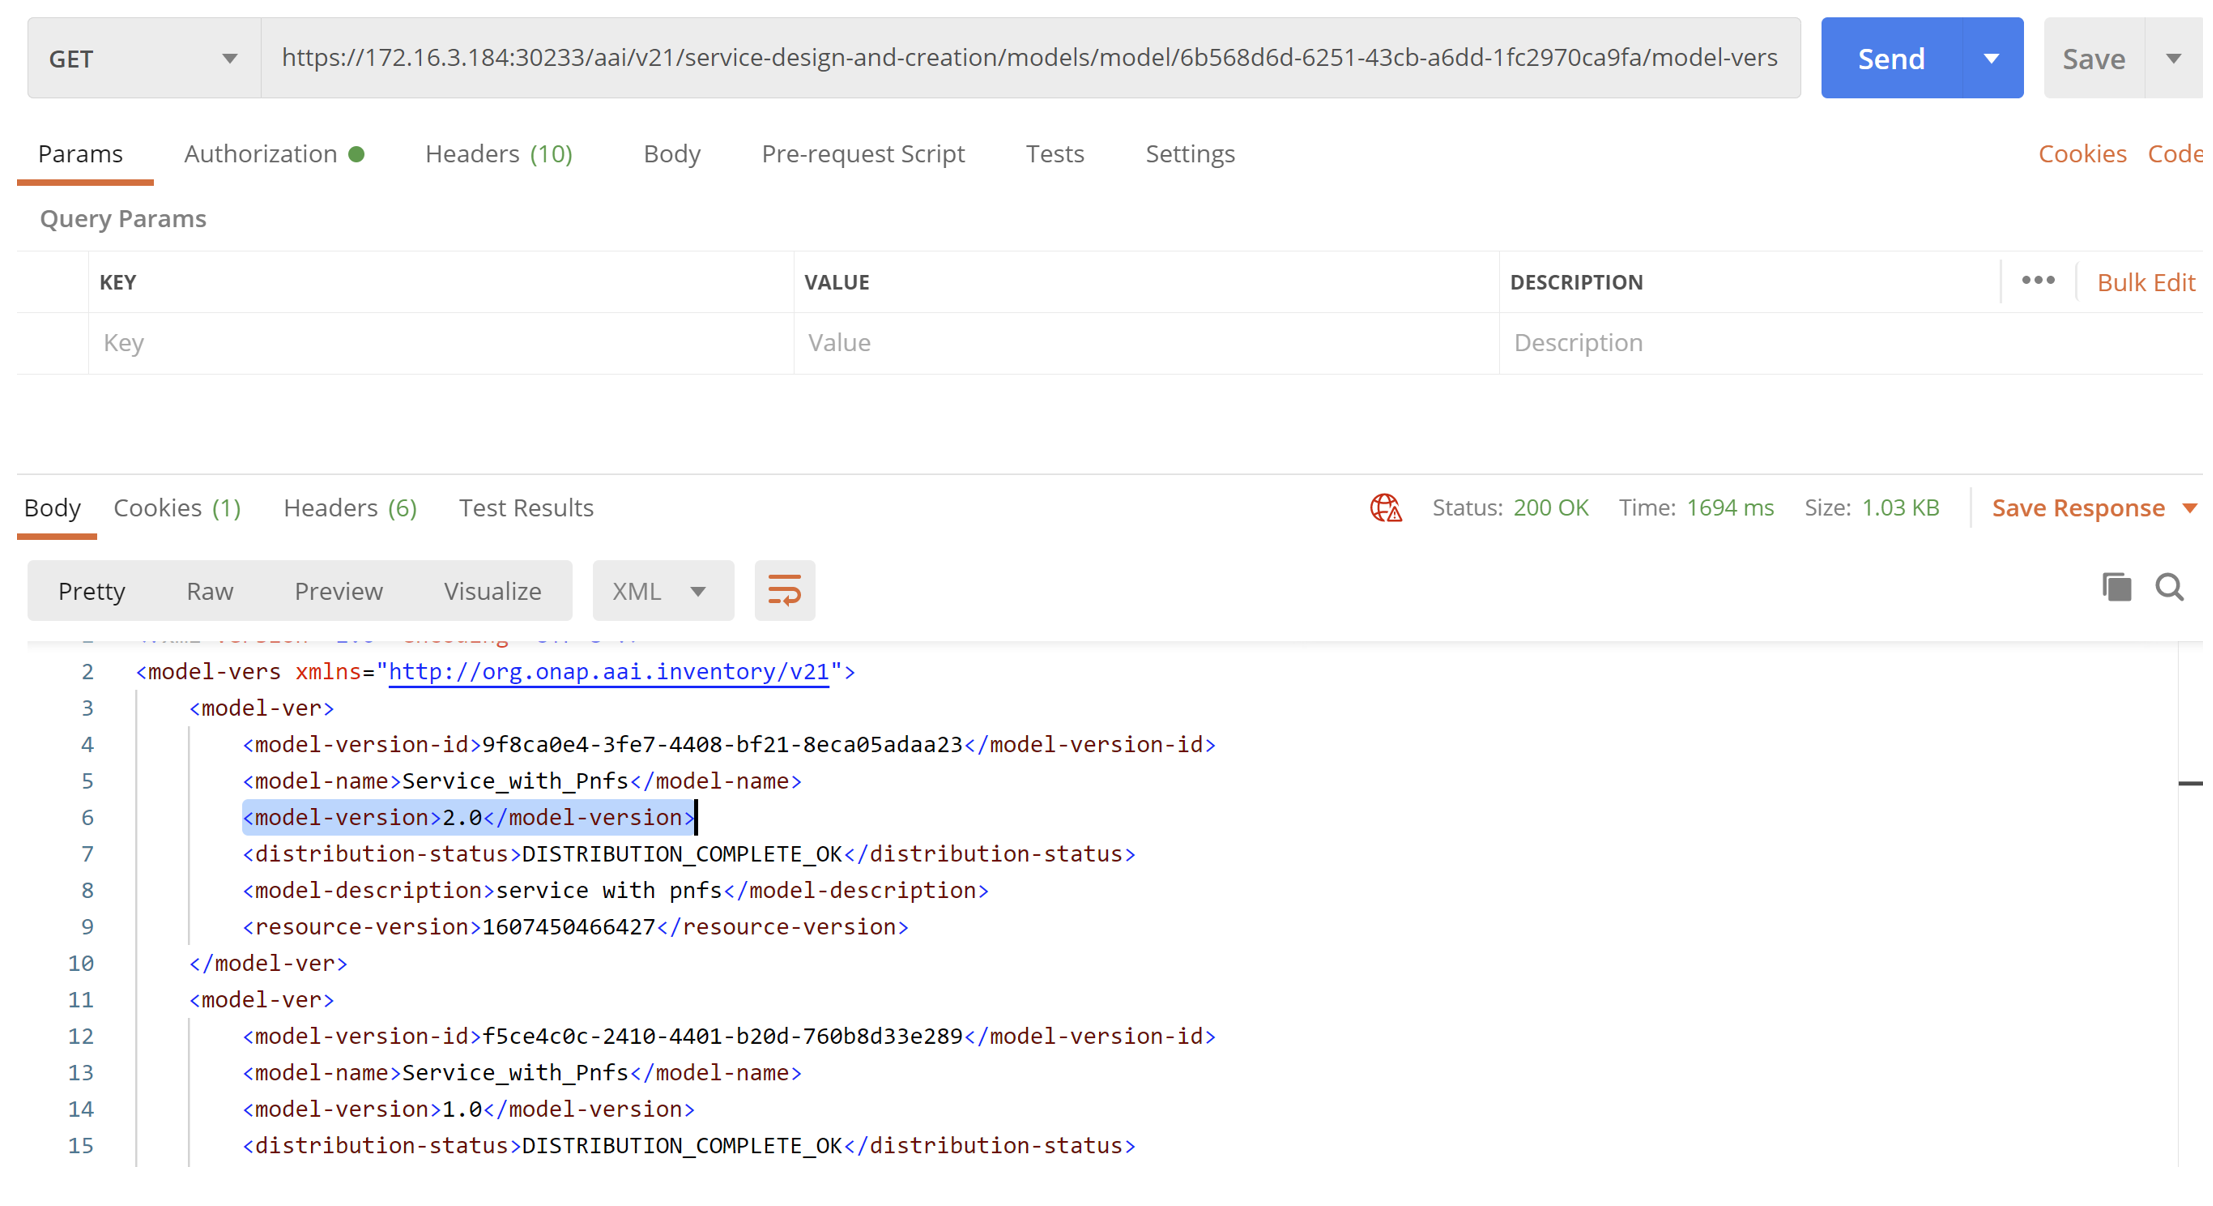 GET https://172.16.3.184:30233/aai/v21/service-design-and-creation/models/model/6b568d6d-6251-43cb-a6dd-1fc2970ca9fa/model-vers Send Save
Params Authorization Headers (10) Body Pre-request Script Tests Settings Cookies Code
Query Params
KEY VALUE DESCRIPTION ••• Bulk Edit
Key Value Description
Body Cookies (1) Headers (6) Test Results Status: 200 OK Time: 1694 ms Size: 1.03 KB Save Response
Pretty Raw Preview Visualize XML
2 <model-vers xmlns="http://org.onap.aai.inventory/v21">
3 <model-ver>
4 <model-version-id>9f8ca0e4-3fe7-4408-bf21-8eca05adaa23</model-version-id>
5 <model-name>Service_with_Pnfs</model-name>
6 <model-version>2.0</model-version>
7 <distribution-status>DISTRIBUTION_COMPLETE_OK</distribution-status>
8 <model-description>service with pnfs</model-description>
9 <resource-version>1607450466427</resource-version>
10 </model-ver>
11 <model-ver>
12 <model-version-id>f5ce4c0c-2410-4401-b20d-760b8d33e289</model-version-id>
13 <model-name>Service_with_Pnfs</model-name>
14 <model-version>1.0</model-version>
15 <distribution-status>DISTRIBUTION_COMPLETE_OK</distribution-status>